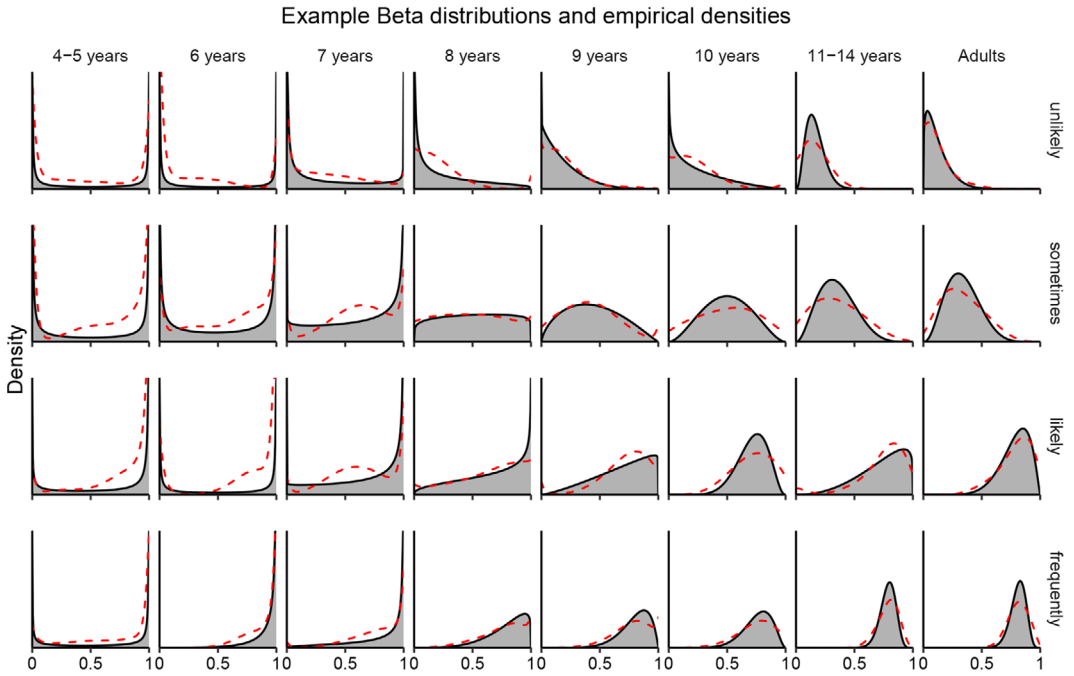 Example Beta distributions and empirical densities
4−5 years 6 years 7 years 8 years 9 years 10 years 11−14 years Adults
unlikely
sometimes
Density
likely
frequently
0 0.5 10 0.5 10 0.5 10 0.5 10 0.5 10 0.5 10 0.5 10 0.5 1